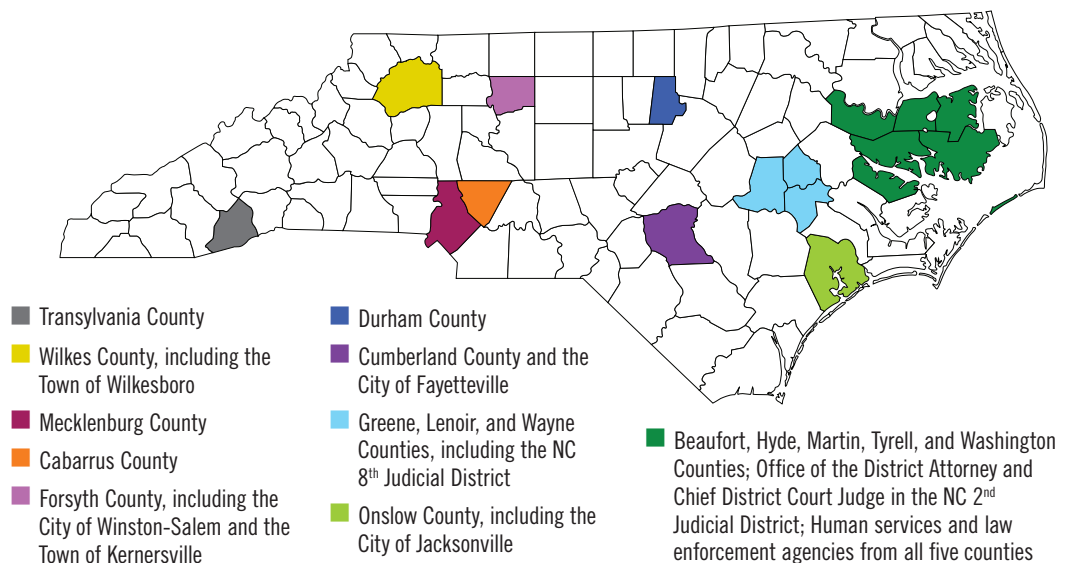 Transylvania County
Wilkes County, including the
Town of Wilkesboro
Mecklenburg County
Cabarrus County
Forsyth County, including the
City of Winston-Salem and the
Town of Kernersville
Durham County
Cumberland County and the
City of Fayetteville
Greene, Lenoir, and Wayne
Counties, including the NC
8th Judicial District
Onslow County, including the
City of Jacksonville
Beaufort, Hyde, Martin, Tyrell, and Washington
Counties; Office of the District Attorney and
Chief District Court Judge in the NC 2nd
Judicial District; Human services and law
enforcement agencies from all five counties